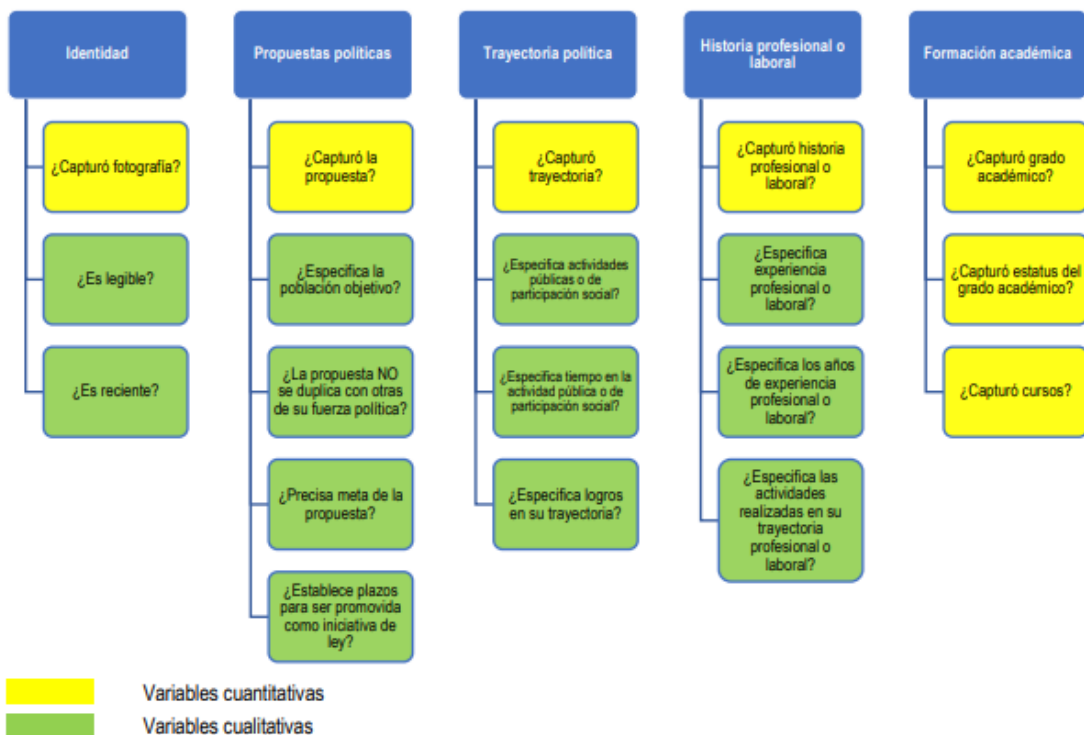 Identidad
¿Capturó fotografía?
¿Es legible?
¿Es reciente?
Propuestas políticas
¿Capturó la
propuesta?
¿Especifica la
población objetivo?
¿La propuesta NO
se duplica con otras
de su fuerza política?
¿Precisa meta de la
propuesta?
¿Establece plazos
para ser promovida
como iniciativa de
ley?
Trayectoria política
¿Capturó
trayectoria?
¿Especifica actividades
públicas o de
participación social?
¿Especifica tiempo en la
actividad pública o de
participación social?
¿Especifica logros
en su trayectoria?
Historia profesional o
laboral
¿Capturó historia
profesional o
laboral?
¿Especifica
experiencia
profesional o
laboral?
¿Especifica los años
de experiencia
profesional o
laboral?
¿Especifica las
actividades
realizadas en su
trayectoria
profesional o
laboral?
Formación académica
¿Capturó grado
académico?
¿Capturó estatus del
grado académico?
¿Capturó cursos?
Variables cuantitativas
Variables cualitativas